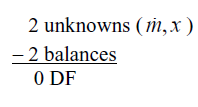 2 unknowns (ṁ, x )
– 2 balances
0 DF